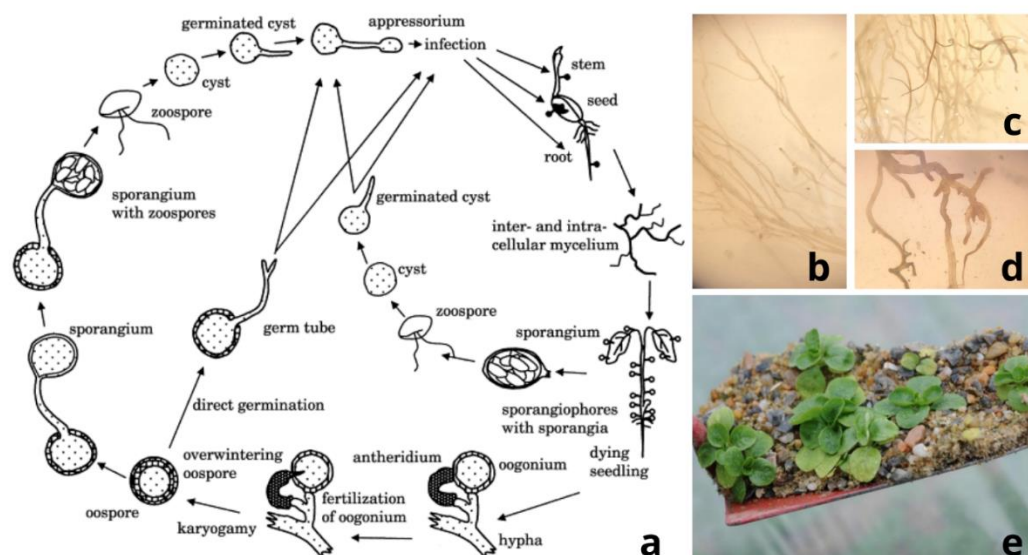 germinated cyst
appressorium
infection
cyst
zoospore
sporangium
with zoospores
stem
seed
root
germinated cyst
inter- and intra-
cellular mycelium
cyst
zoospore
sporangium
germ tube
sporangium
sporangiophores
with sporangia
direct germination
dying
seedling
overwintering
oospore
oospore
karyogamy
antheridium
fertilization
of oogonium
oogonium
hypha
a
b
c
d
e